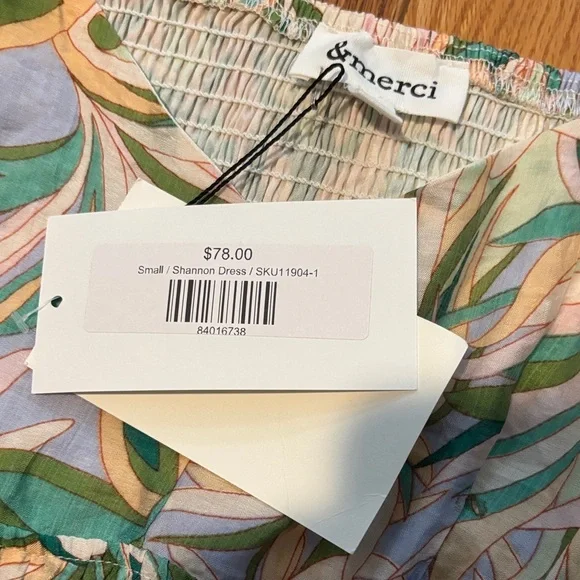 &merci
$78.00
Small / Shannon Dress / SKU11904-1
84016738